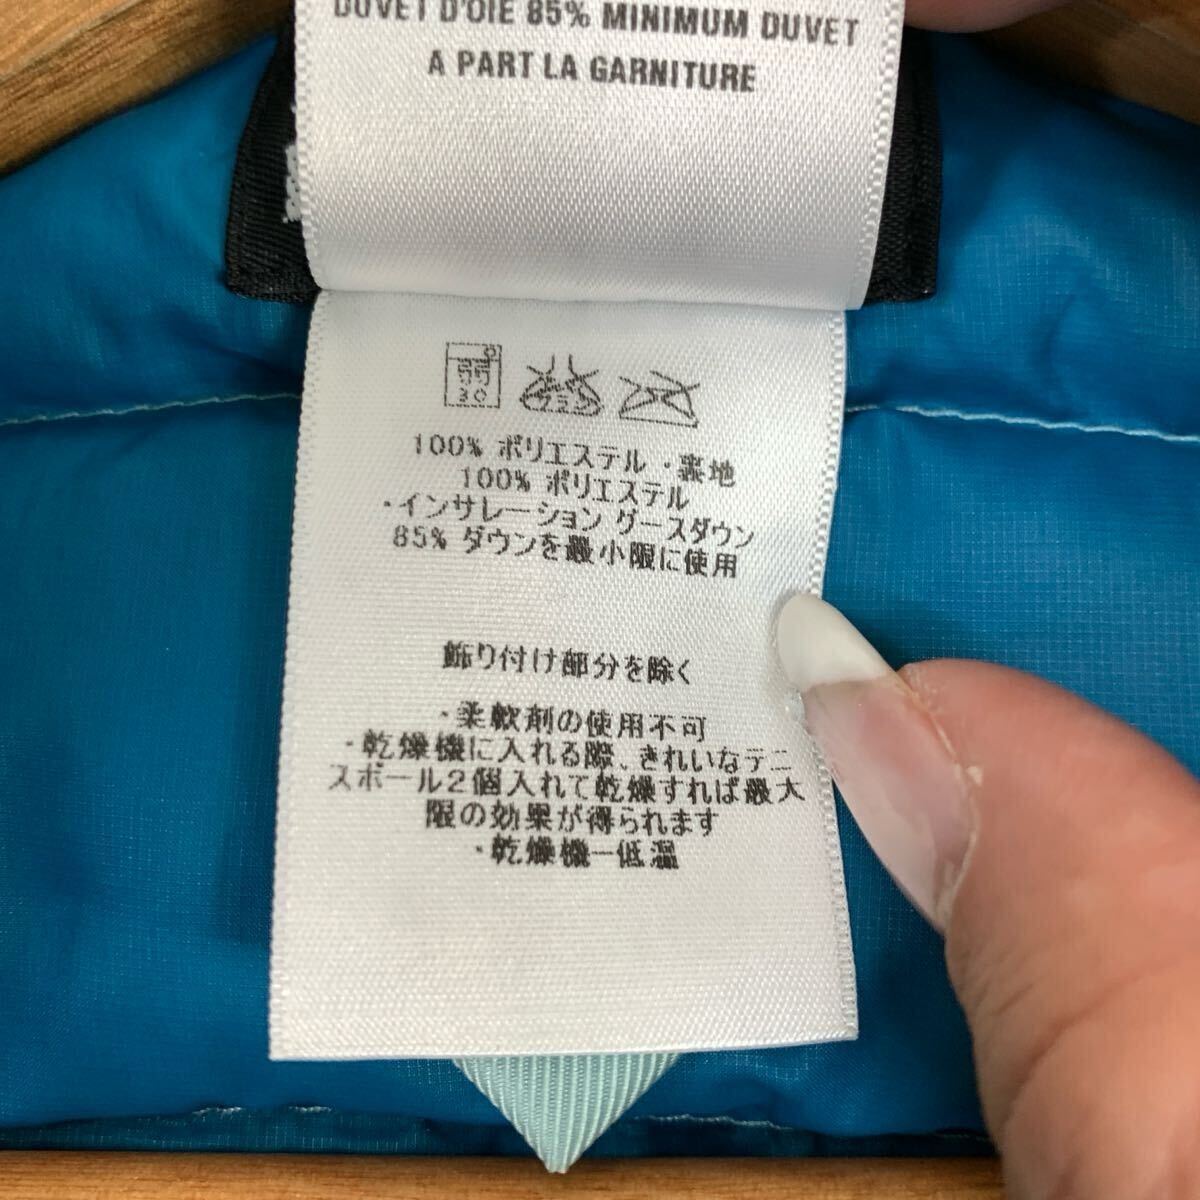 DUVET D'OIE 85% MINIMUM DUVET
A PART LA GARNITURE
弱
30
100% ポリエステル・裏地
100% ポリエステル
・インサレーション グースダウン
85% ダウンを最小限に使用
飾り付け部分を除く
・柔軟剤の使用不可
・乾燥機に入れる際、きれいなテニ
スボール2個入れて乾燥すれば最大
限の効果が得られます
・乾燥機ー低温